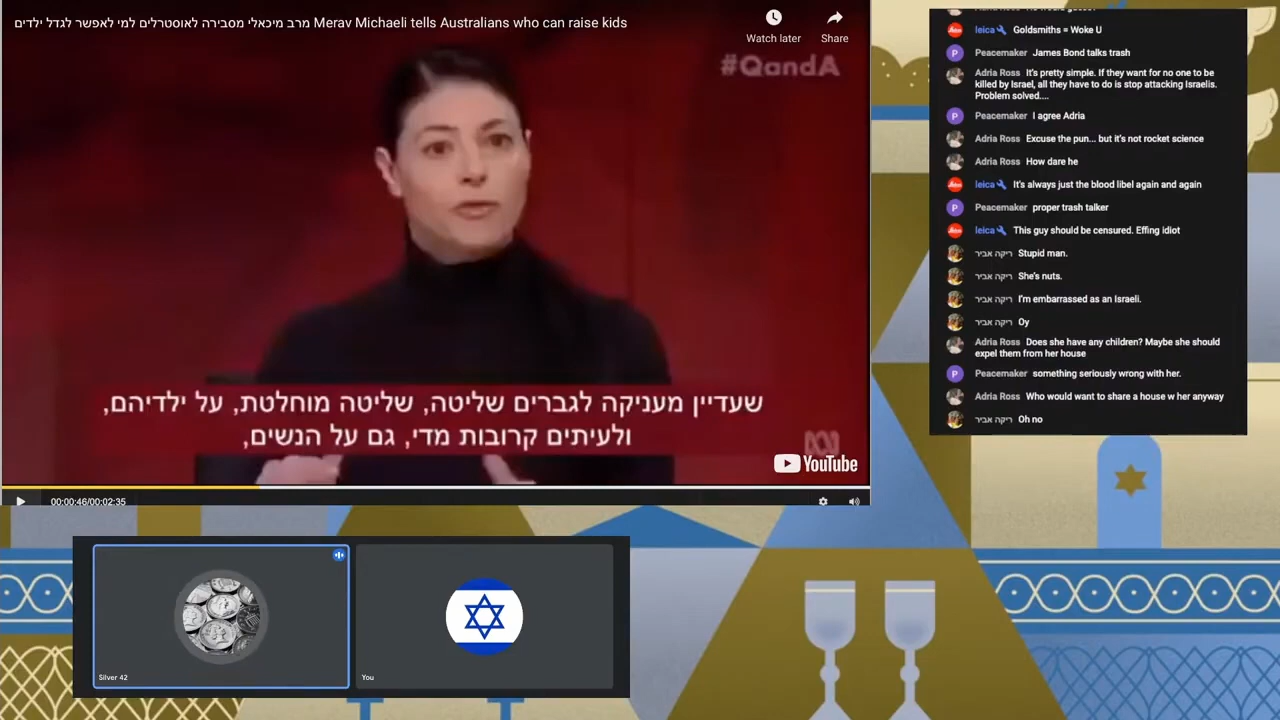 מרב מיכאלי מסבירה לאוסטרלים למי לאפשר לגדל ילדים Merav Michaeli tells Australians who can raise kids
Watch later
Share
#QandA
שעדיין מעניקה לגברים שליטה, שליטה מוחלטת, על ילדיהם,
ולעיתים קרובות מדי, גם על הנשים,
YouTube
00:00:46/00:02:35
Silver 42
You
leica Goldsmiths = Woke U
Peacemaker James Bond talks trash
Adria Ross It's pretty simple. If they want for no one to be
killed by Israel, all they have to do is stop attacking Israelis.
Problem solved....
Peacemaker I agree Adria
Adria Ross Excuse the pun... but it's not rocket science
Adria Ross How dare he
leica It's always just the blood libel again and again
Peacemaker proper trash talker
leica This guy should be censured. Effing idiot
ריקה אביר Stupid man.
ריקה אביר She's nuts.
ריקה אביר I'm embarrassed as an Israeli.
ריקה אביר Oy
Adria Ross Does she have any children? Maybe she should
expel them from her house
Peacemaker something seriously wrong with her.
Adria Ross Who would want to share a house w her anyway
ריקה אביר Oh no